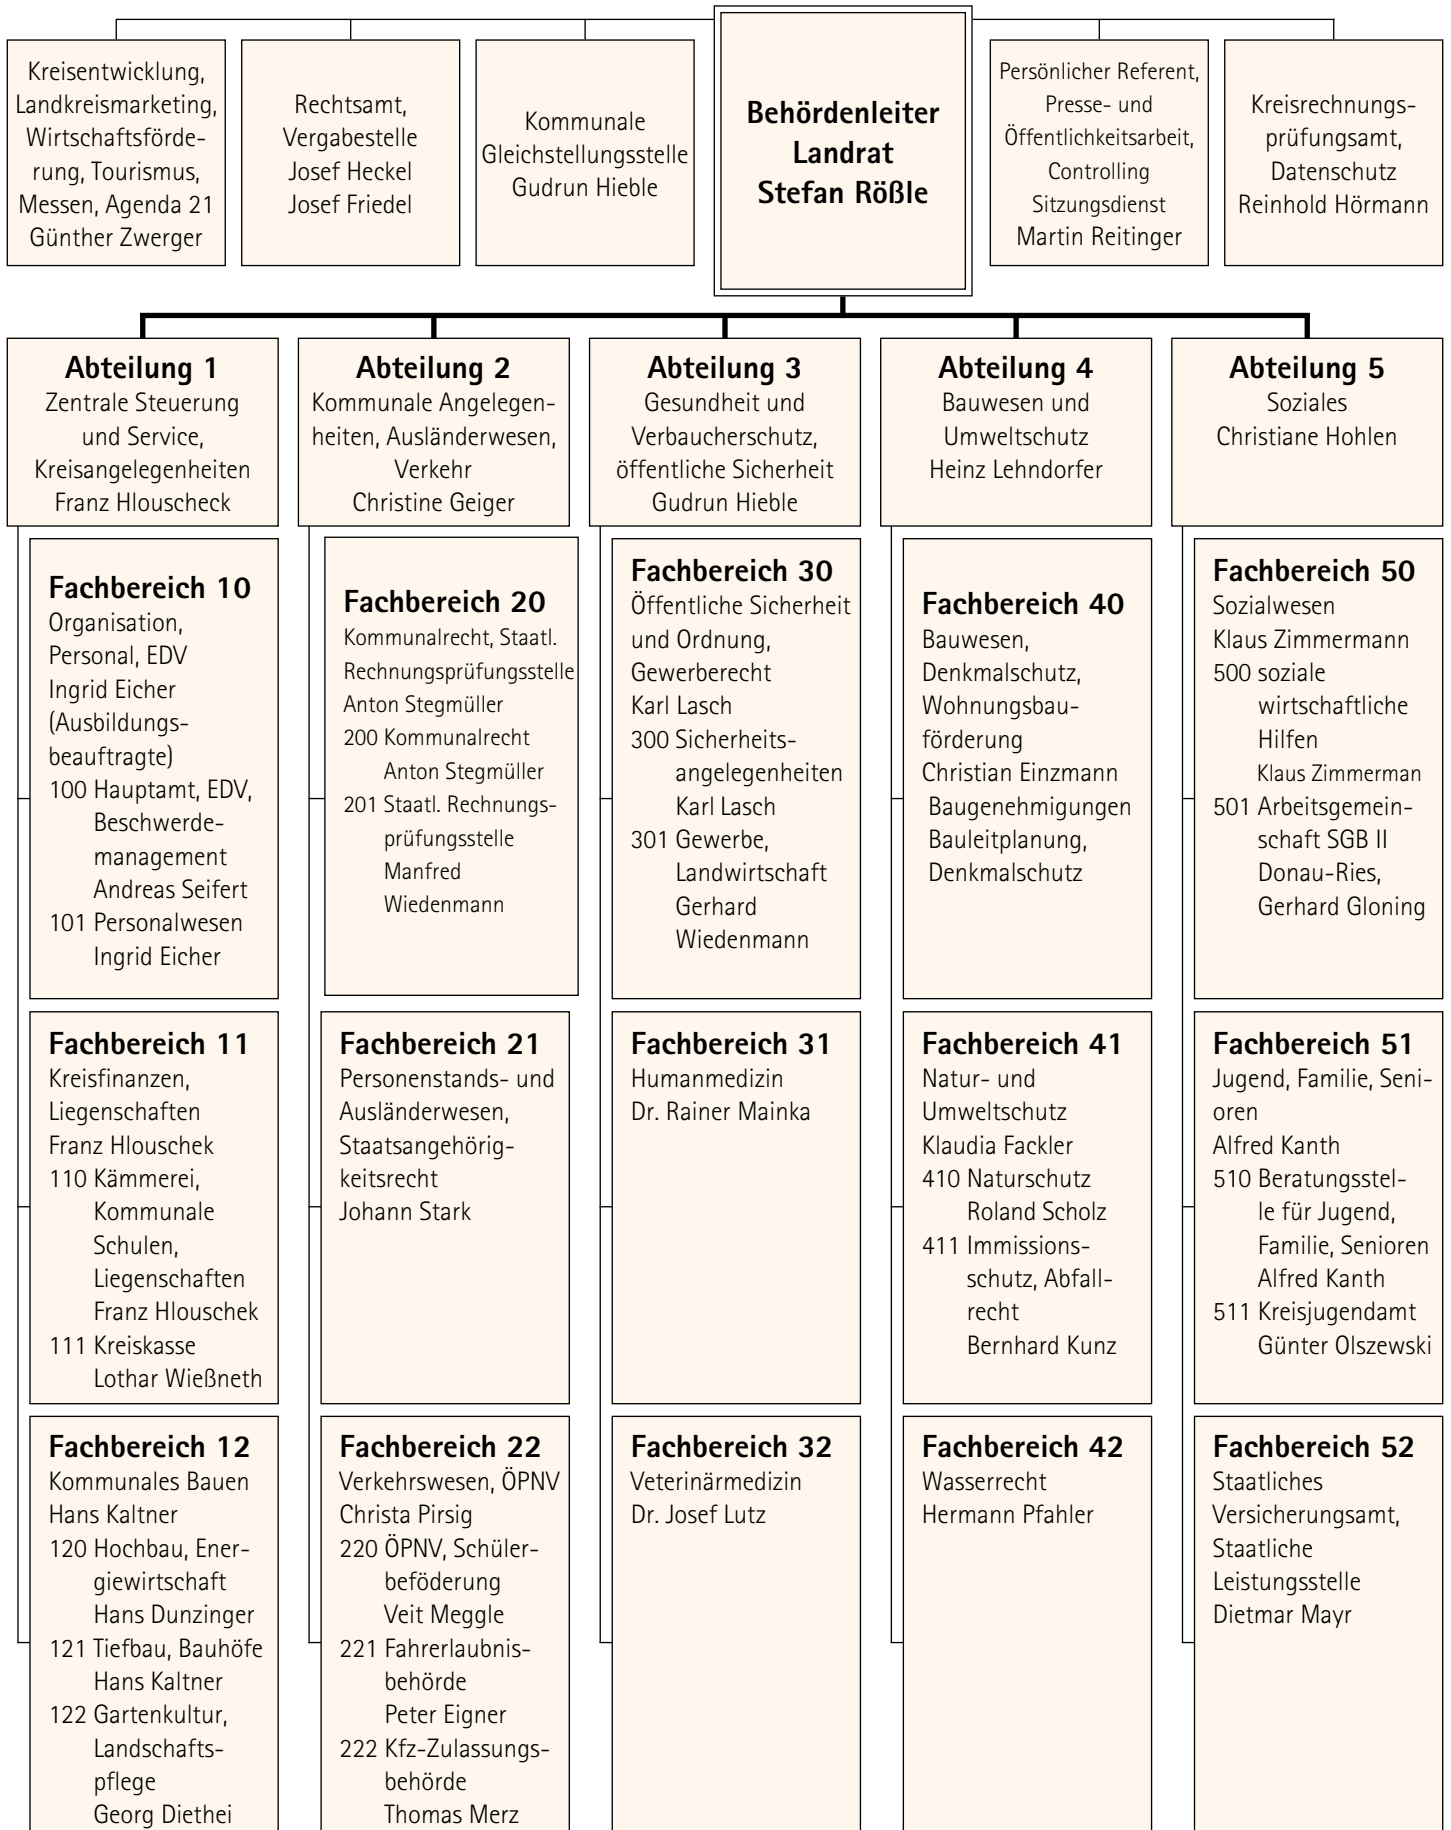 Kreisentwicklung,
Landkreismarketing,
Wirtschaftsförde-
rung, Tourismus,
Messen, Agenda 21
Günther Zwerger
Rechtsamt,
Vergabestelle
Josef Heckel
Josef Friedel
Kommunale
Gleichstellungsstelle
Gudrun Hieble
Behördenleiter
Landrat
Stefan Rößle
Persönlicher Referent,
Presse- und
Öffentlichkeitsarbeit,
Controlling
Sitzungsdienst
Martin Reitinger
Kreisrechnungs-
prüfungsamt,
Datenschutz
Reinhold Hörmann
Abteilung 1
Zentrale Steuerung
und Service,
Kreisangelegenheiten
Franz Hlouscheck
Abteilung 2
Kommunale Angelegen-
heiten, Ausländerwesen,
Verkehr
Christine Geiger
Abteilung 3
Gesundheit und
Verbaucherschutz,
öffentliche Sicherheit
Gudrun Hieble
Abteilung 4
Bauwesen und
Umweltschutz
Heinz Lehndorfer
Abteilung 5
Soziales
Christiane Hohlen
Fachbereich 10
Organisation,
Personal, EDV
Ingrid Eicher
(Ausbildungs-
beauftragte)
100 Hauptamt, EDV,
Beschwerde-
management
Andreas Seifert
101 Personalwesen
Ingrid Eicher
Fachbereich 20
Kommunalrecht, Staatl.
Rechnungsprüfungsstelle
Anton Stegmüller
200 Kommunalrecht
Anton Stegmüller
201 Staatl. Rechnungs-
prüfungsstelle
Manfred
Wiedenmann
Fachbereich 30
Öffentliche Sicherheit
und Ordnung,
Gewerberecht
Karl Lasch
300 Sicherheits-
angelegenheiten
Karl Lasch
301 Gewerbe,
Landwirtschaft
Gerhard
Wiedenmann
Fachbereich 40
Bauwesen,
Denkmalschutz,
Wohnungsbau-
förderung
Christian Einzmann
Baugenehmigungen
Bauleitplanung,
Denkmalschutz
Fachbereich 50
Sozialwesen
Klaus Zimmermann
500 soziale
wirtschaftliche
Hilfen
Klaus Zimmerman
501 Arbeitsgemein-
schaft SGB II
Donau-Ries,
Gerhard Gloning
Fachbereich 11
Kreisfinanzen,
Liegenschaften
Franz Hlouschek
110 Kämmerei,
Kommunale
Schulen,
Liegenschaften
Franz Hlouschek
111 Kreiskasse
Lothar Wießneth
Fachbereich 21
Personenstands- und
Ausländerwesen,
Staatsangehörig-
keitsrecht
Johann Stark
Fachbereich 31
Humanmedizin
Dr. Rainer Mainka
Fachbereich 41
Natur- und
Umweltschutz
Klaudia Fackler
410 Naturschutz
Roland Scholz
411 Immissions-
schutz, Abfall-
recht
Bernhard Kunz
Fachbereich 51
Jugend, Familie, Seni-
oren
Alfred Kanth
510 Beratungsstel-
le für Jugend,
Familie, Senioren
Alfred Kanth
511 Kreisjugendamt
Günter Olszewski
Fachbereich 12
Kommunales Bauen
Hans Kaltner
120 Hochbau, Ener-
giewirtschaft
Hans Dunzinger
121 Tiefbau, Bauhöfe
Hans Kaltner
122 Gartenkultur,
Landschafts-
pflege
Georg Diethei
Fachbereich 22
Verkehrswesen, ÖPNV
Christa Pirsig
220 ÖPNV, Schüler-
beföderung
Veit Meggle
221 Fahrerlaubnis-
behörde
Peter Eigner
222 Kfz-Zulassungs-
behörde
Thomas Merz
Fachbereich 32
Veterinärmedizin
Dr. Josef Lutz
Fachbereich 42
Wasserrecht
Hermann Pfahler
Fachbereich 52
Staatliches
Versicherungsamt,
Staatliche
Leistungsstelle
Dietmar Mayr